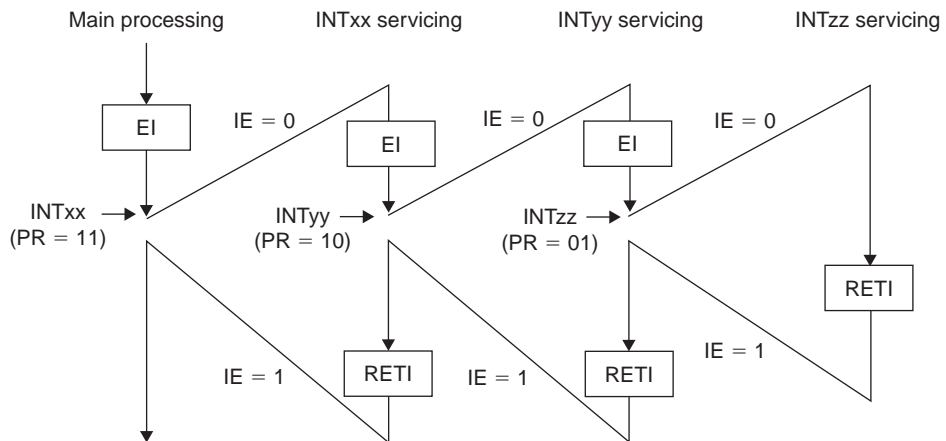 Main processing
INTxx servicing
INTyy servicing
INTzz servicing
EI
IE = 0
EI
IE = 0
EI
IE = 0
INTxx
(PR = 11)
INTyy
(PR = 10)
INTzz
(PR = 01)
RETI
IE = 1
RETI
IE = 1
RETI
IE = 1